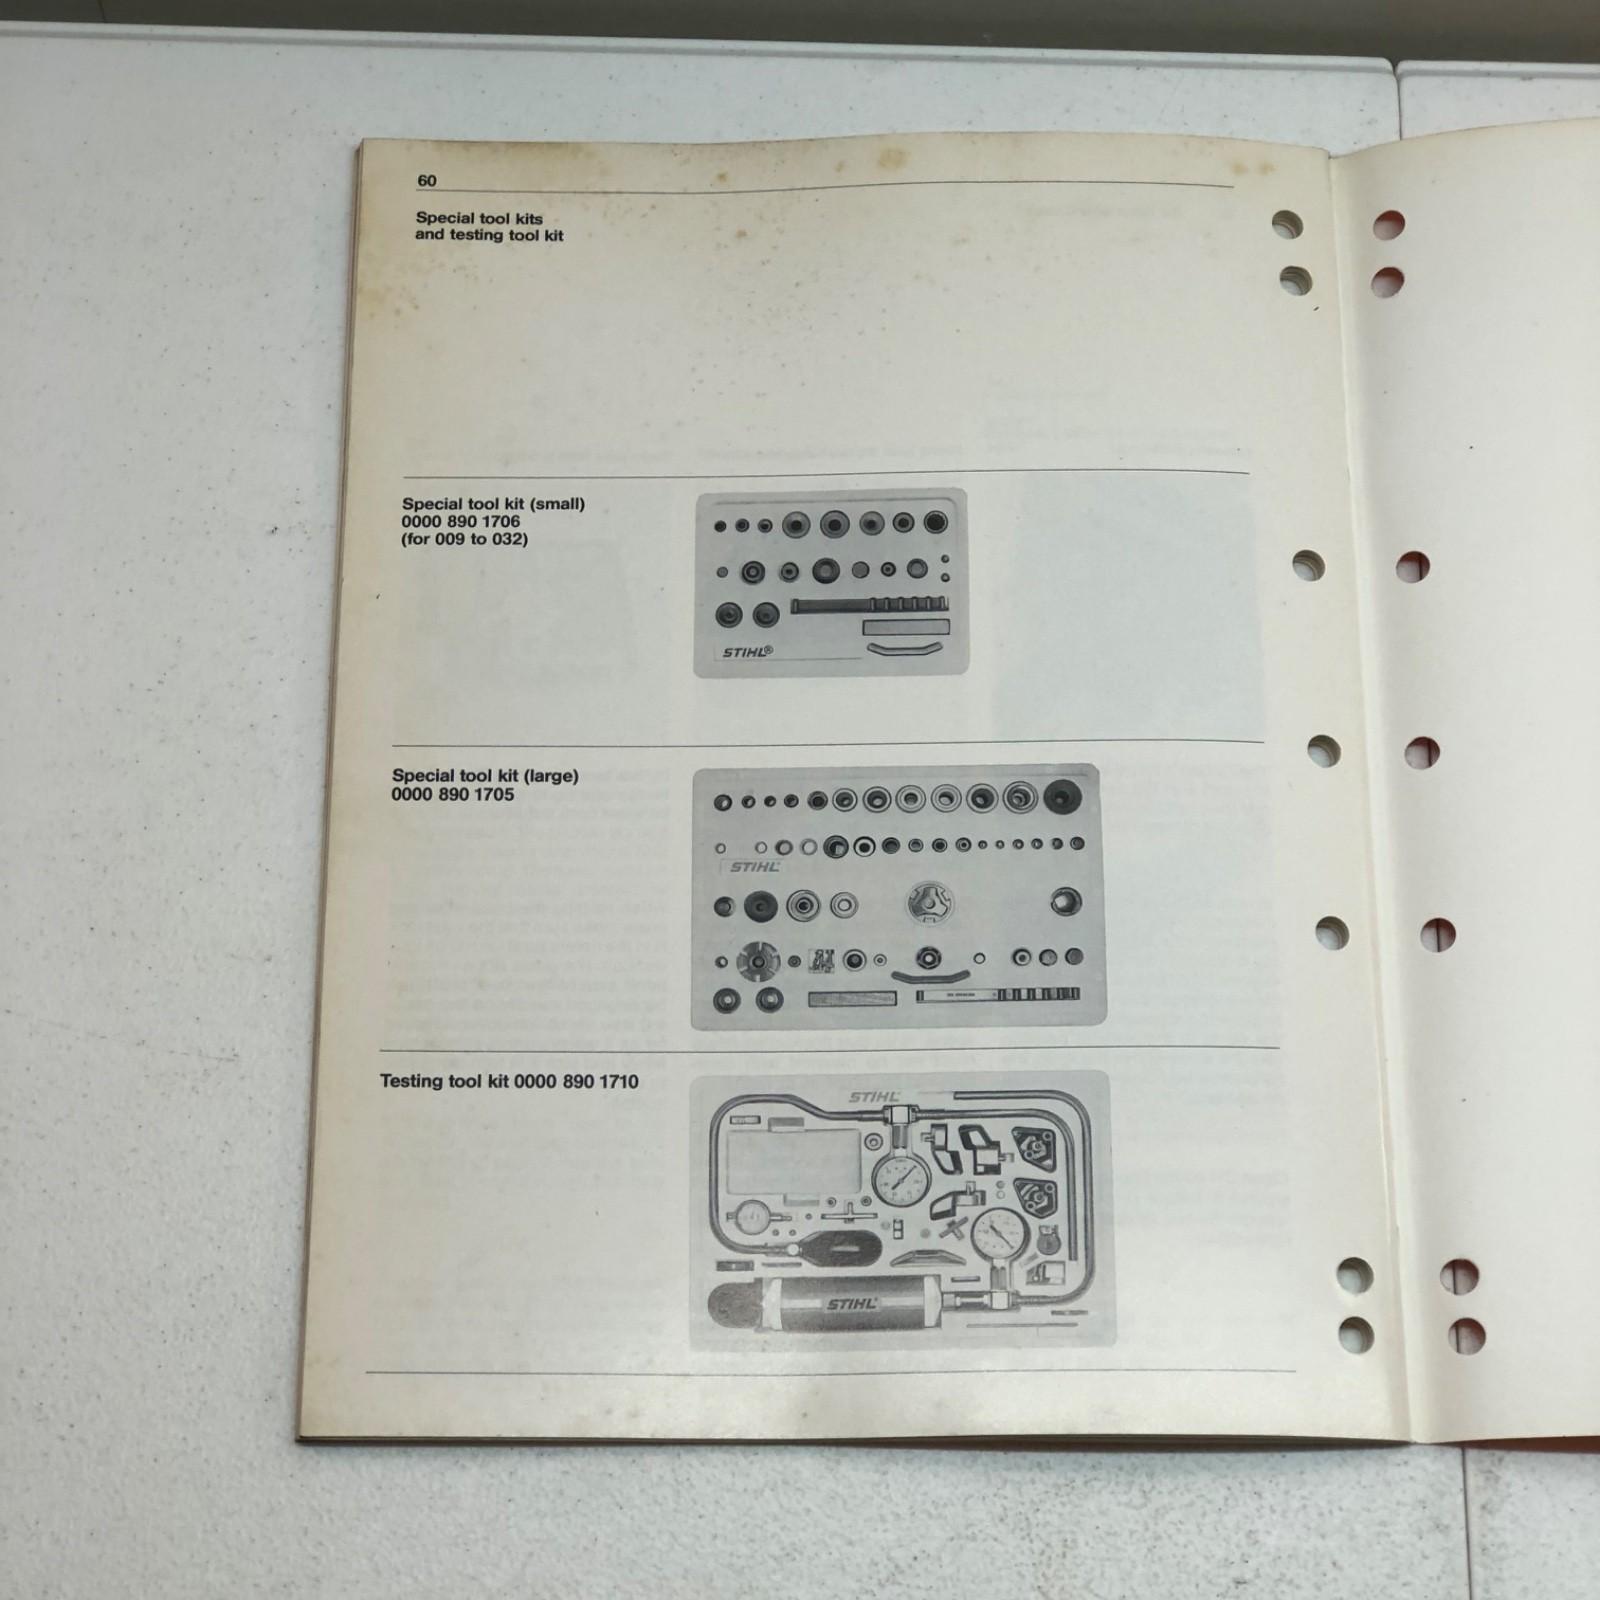 60
Special tool kits
and testing tool kit
Special tool kit (small)
0000 890 1706
(for 009 to 032)
STIHL®
Special tool kit (large)
0000 890 1705
STIHL
Testing tool kit 0000 890 1710
STIHL
STIHL